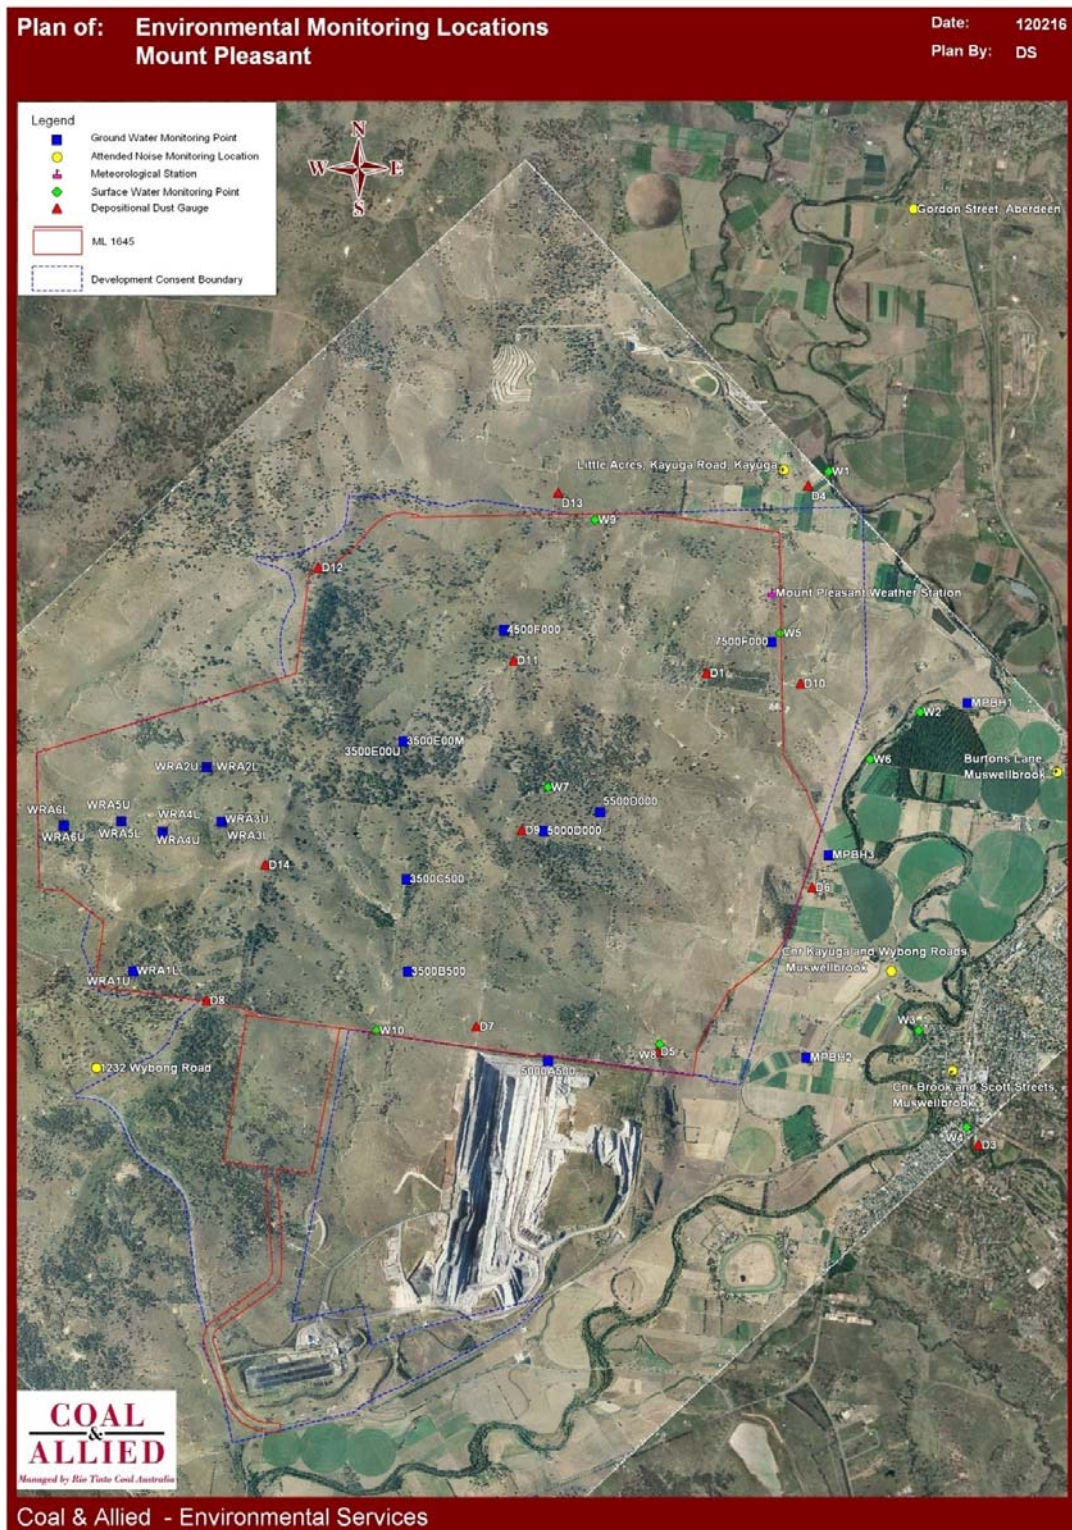 Plan of: Environmental Monitoring Locations
Mount Pleasant
Date: 120216
Plan By: DS
Legend
Ground Water Monitoring Point
Attended Noise Monitoring Location
Meteorological Station
Surface Water Monitoring Point
Depositional Dust Gauge
ML 1645
Development Consent Boundary
N
W E
S
Gordon Street, Aberdeen
Little Acres, Kayuga Road, Kayuga
W1
D4
D13
W9
D12
Mount Pleasant Weather Station
4500F000
W5
7500F000
D11
D1
D10
MPBH1
W2
3500E00M
3500E00U
W6
WRA2U
WRA2L
Burtons Lane
Muswellbrook
W7
5500D000
WRA6L
WRA5U
WRA4L
WRA3U
WRA6U
WRA5L
WRA4U
WRA3L
D9
5000D000
MPBH3
D14
3500C500
D6
Cnr Kayuga and Wybong Roads
Muswellbrook
WRA1L
WRA1U
3500B500
D8
W10
D7
W3
W8
D5
5000A500
MPBH2
1232 Wybong Road
Cnr Brook and Scott Streets,
Muswellbrook
W4
D3
COAL
&
ALLIED
Managed by Rio Tinto Coal Australia
Coal & Allied - Environmental Services